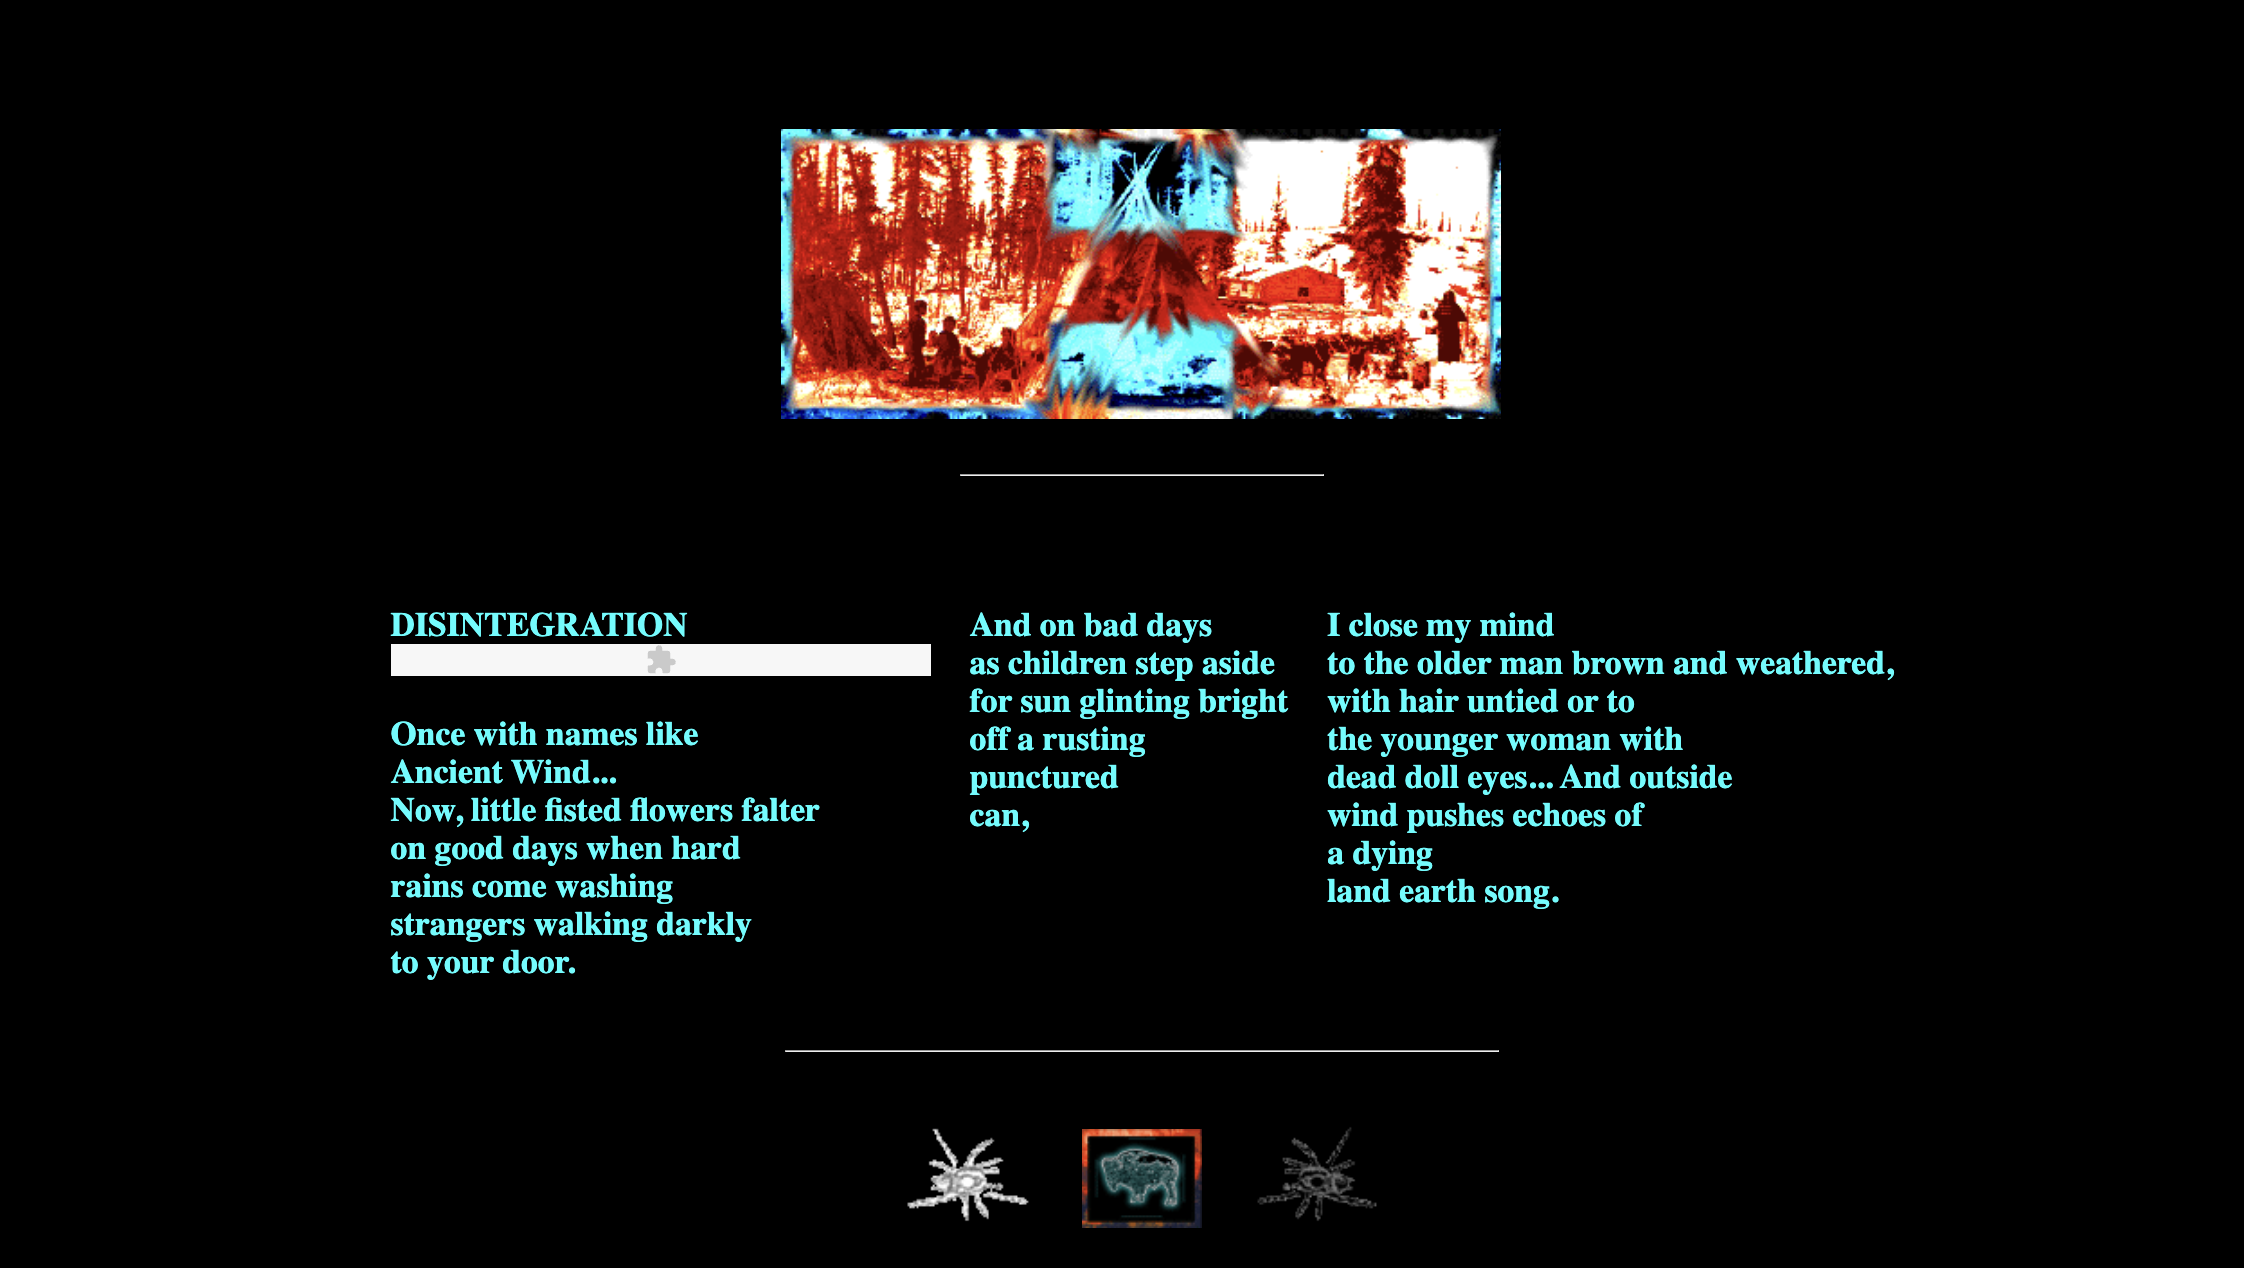 DISINTEGRATION
Once with names like
Ancient Wind...
Now, little fisted flowers falter
on good days when hard
rains come washing
strangers walking darkly
to your door.
And on bad days
as children step aside
for sun glinting bright
off a rusting
punctured
can,
I close my mind
to the older man brown and weathered,
with hair untied or to
the younger woman with
dead doll eyes... And outside
wind pushes echoes of
a dying
land earth song.